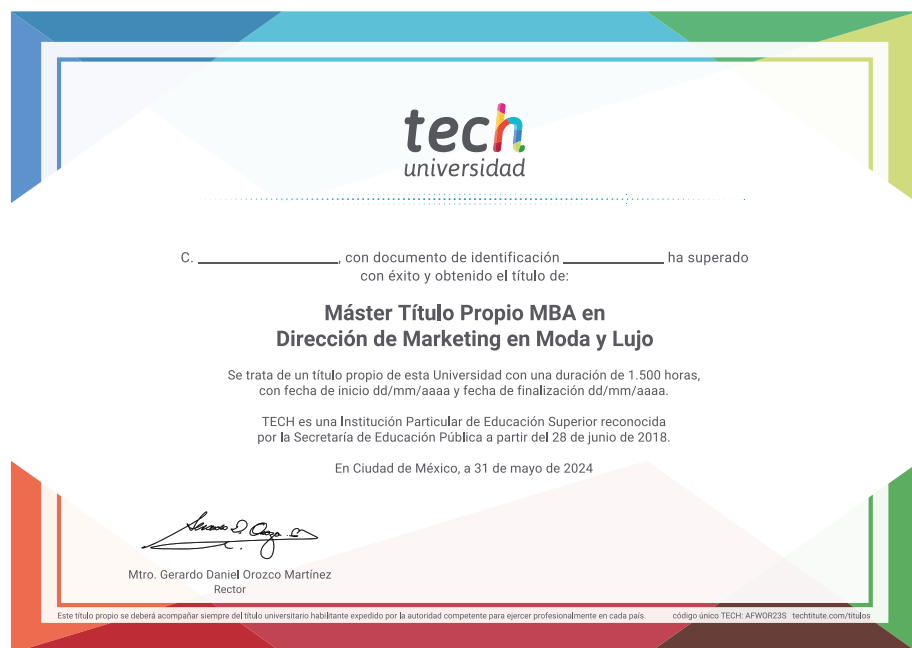 tech
universidad
C. ____________, con documento de identificación ____________ ha superado
con éxito y obtenido el título de:
Máster Título Propio MBA en
Dirección de Marketing en Moda y Lujo
Se trata de un título propio de esta Universidad con una duración de 1.500 horas,
con fecha de inicio dd/mm/aaaa y fecha de finalización dd/mm/aaaa.
TECH es una Institución Particular de Educación Superior reconocida
por la Secretaría de Educación Pública a partir del 28 de junio de 2018.
En Ciudad de México, a 31 de mayo de 2024
Mtro. Gerardo Daniel Orozco Martínez
Rector
Este título propio se deberá acompañar siempre del título universitario habilitante expedido por la autoridad competente para ejercer profesionalmente en cada país. código único TECH: AFWOR23S techtitute.com/titulos